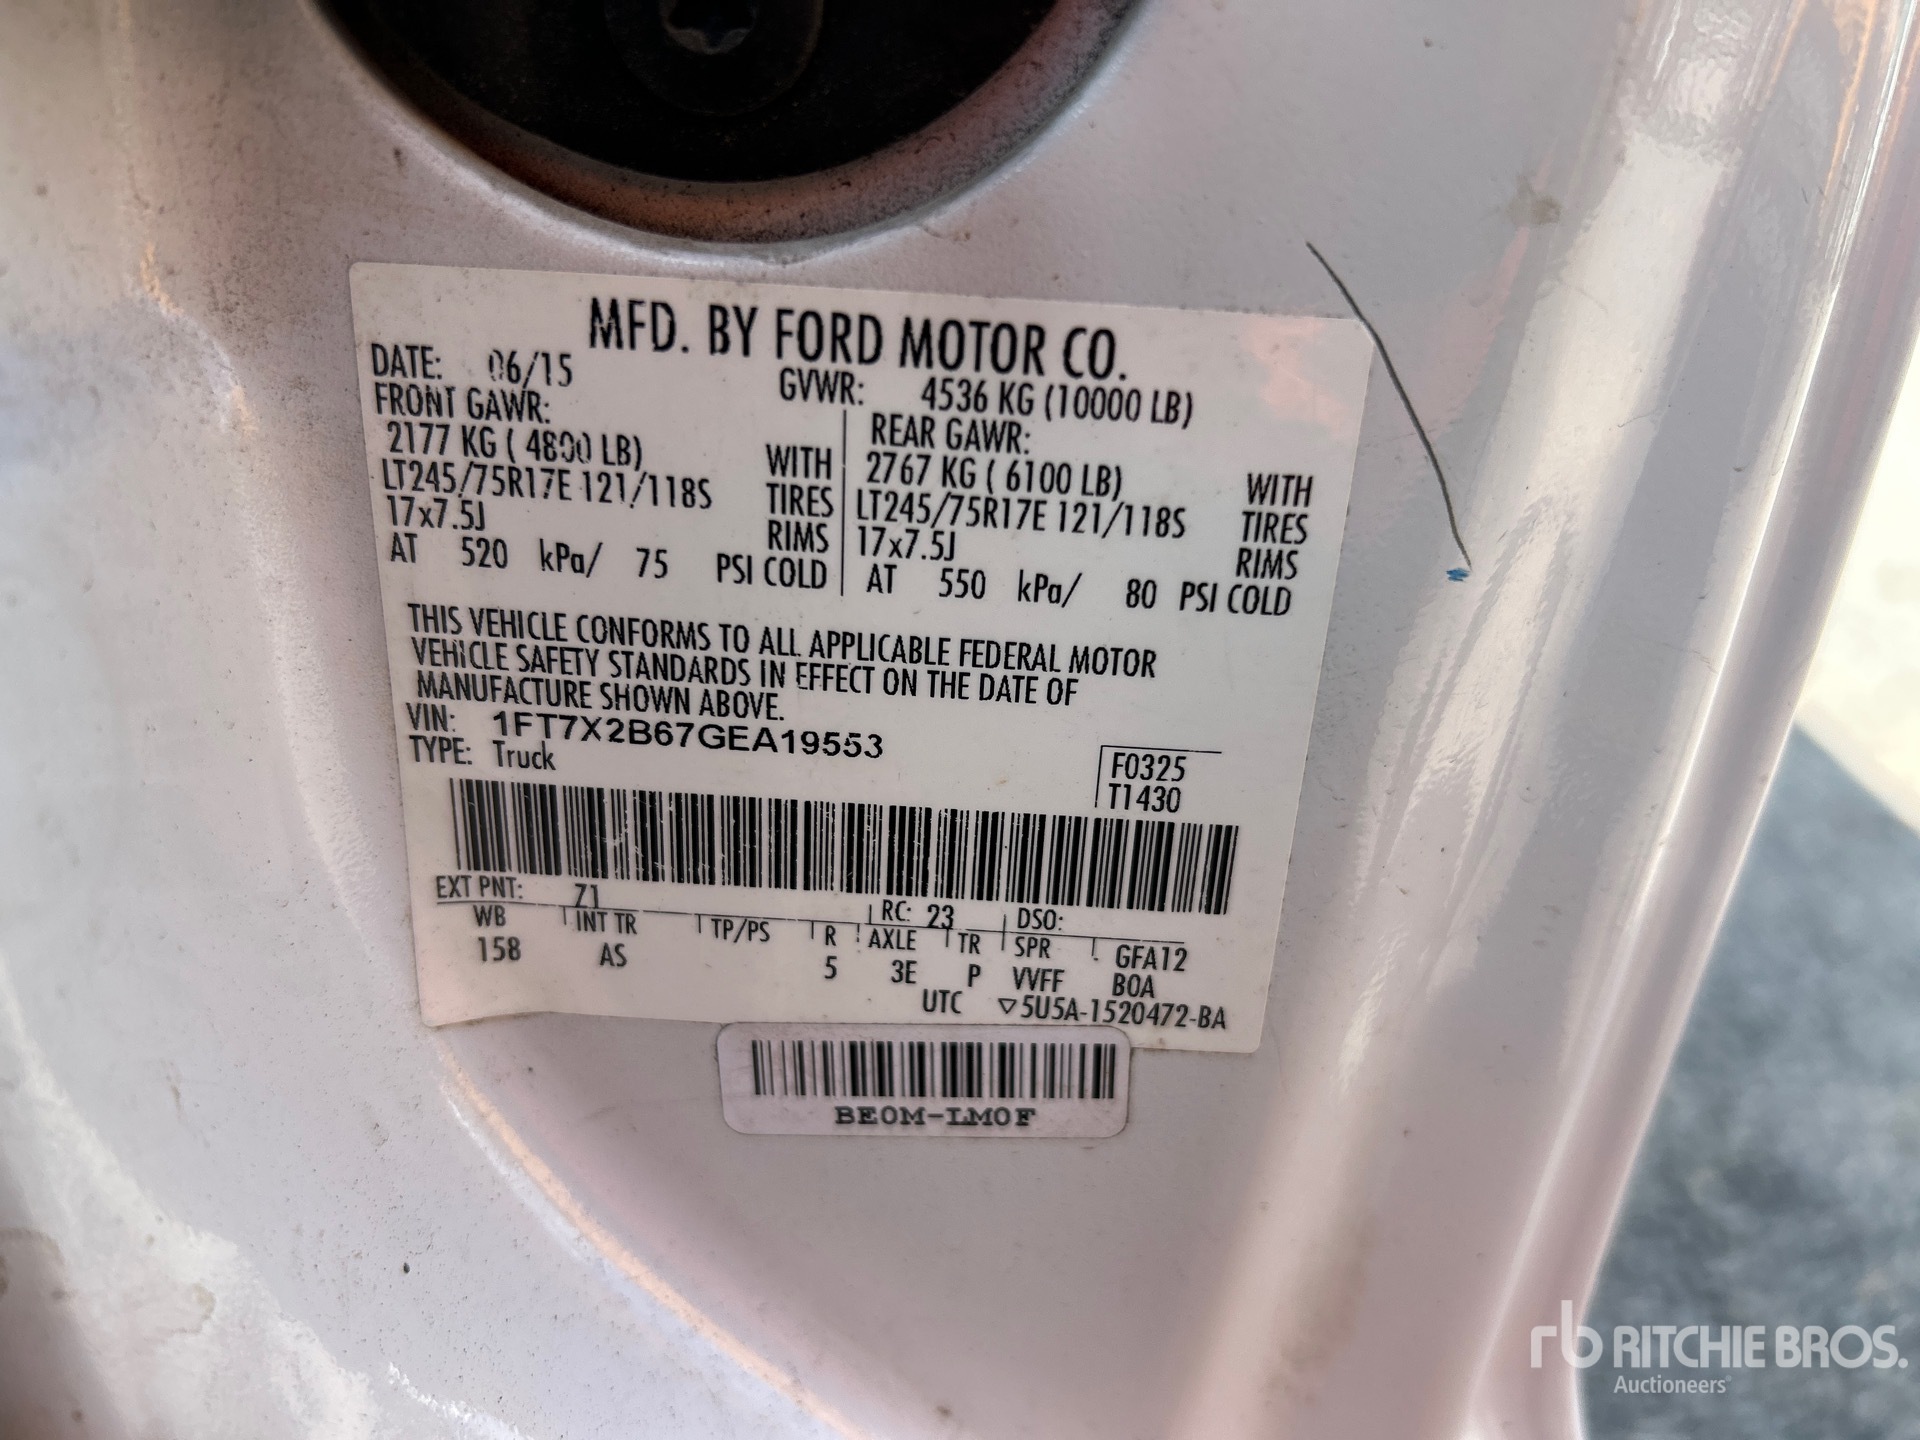 MFD. BY FORD MOTOR CO.
DATE: 06/15 GVWR: 4536 KG (10000 LB)
FRONT GAWR: REAR GAWR:
2177 KG ( 4800 LB) WITH 2767 KG ( 6100 LB) WITH
LT245/75R17E 121/118S TIRES LT245/75R17E 121/118S TIRES
17x7.5J RIMS 17x7.5J RIMS
AT 520 kPa/ 75 PSI COLD AT 550 kPa/ 80 PSI COLD
THIS VEHICLE CONFORMS TO ALL APPLICABLE FEDERAL MOTOR
VEHICLE SAFETY STANDARDS IN EFFECT ON THE DATE OF
MANUFACTURE SHOWN ABOVE.
VIN: 1FT7X2B67GEA19553
TYPE: Truck
F0325
T1430
EXT PNT: Z1 RC: 23 DSO:
WB INT TR TP/PS R AXLE TR SPR GFA12
158 AS 5 3E P VVFF BOA
UTC ▽5U5A-1520472-BA
BE0M-LM0F
rb RITCHIE BROS.
Auctioneers